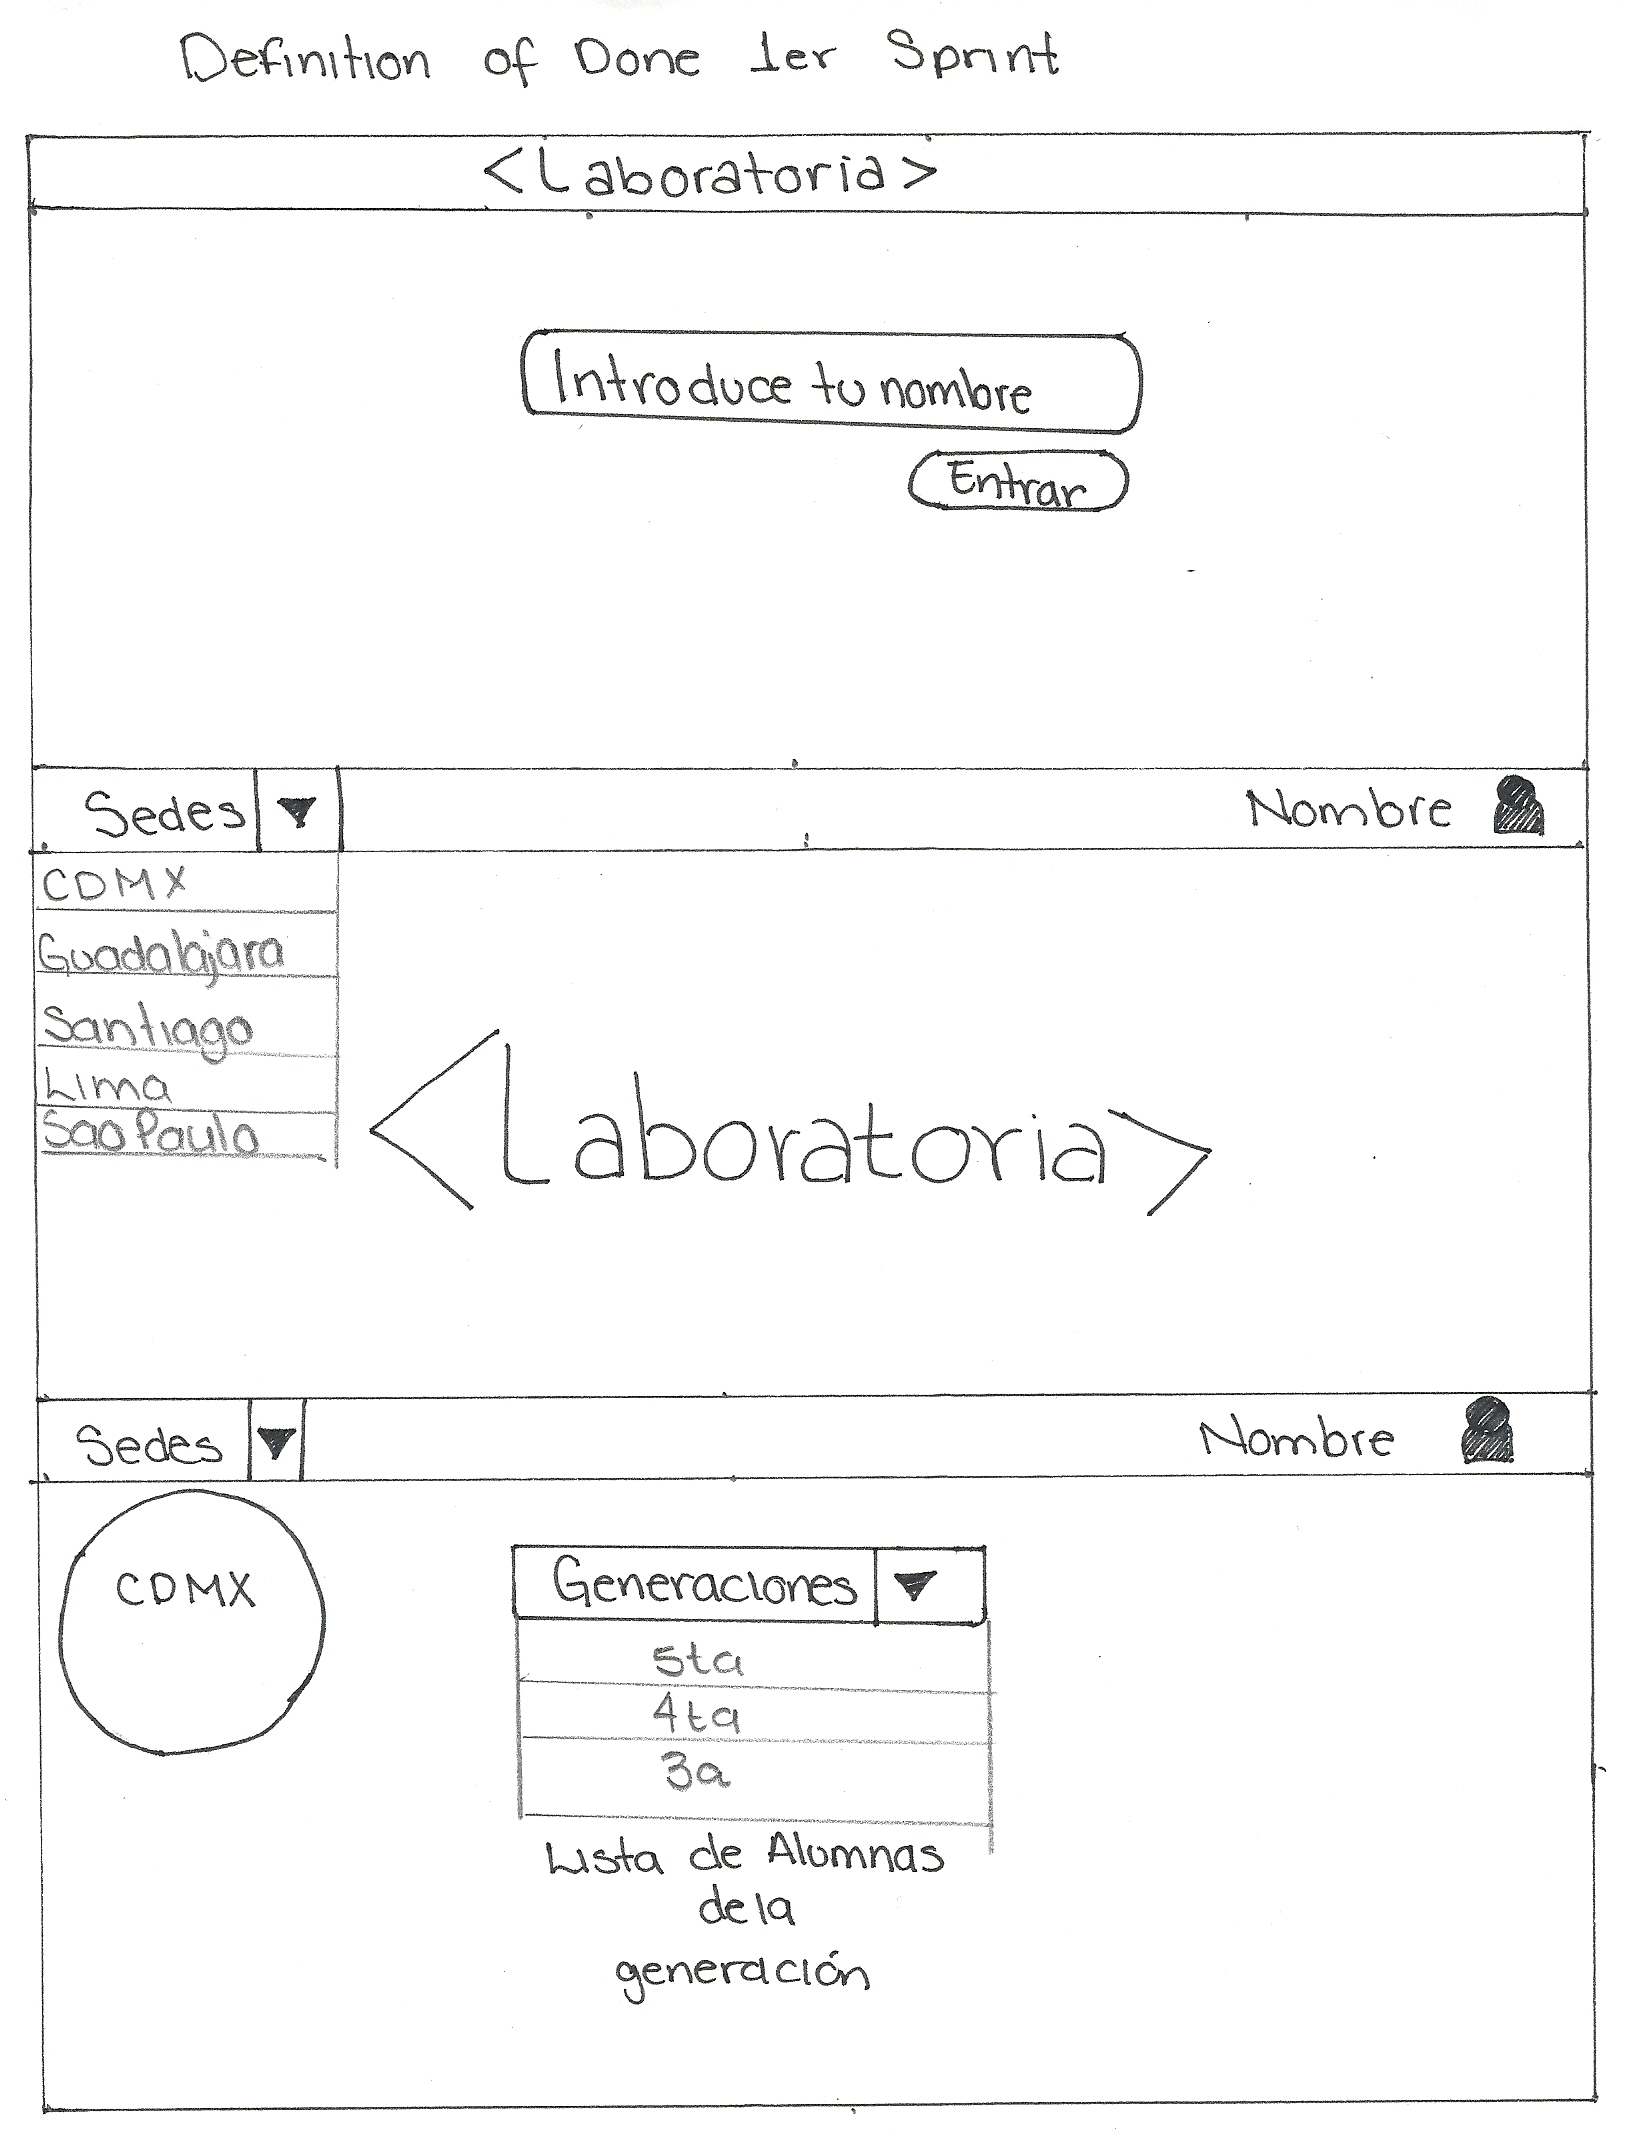 Definition of Done 1er Sprint
<Laboratoria>
Introduce tu nombre
Entrar
Sedes Nombre
CDMX
Guadalajara
Santiago
Lima
Sao Paulo
<Laboratoria>
Sedes Nombre
CDMX
Generaciones
5ta
4ta
3a
Lista de Alumnas
de la
generación